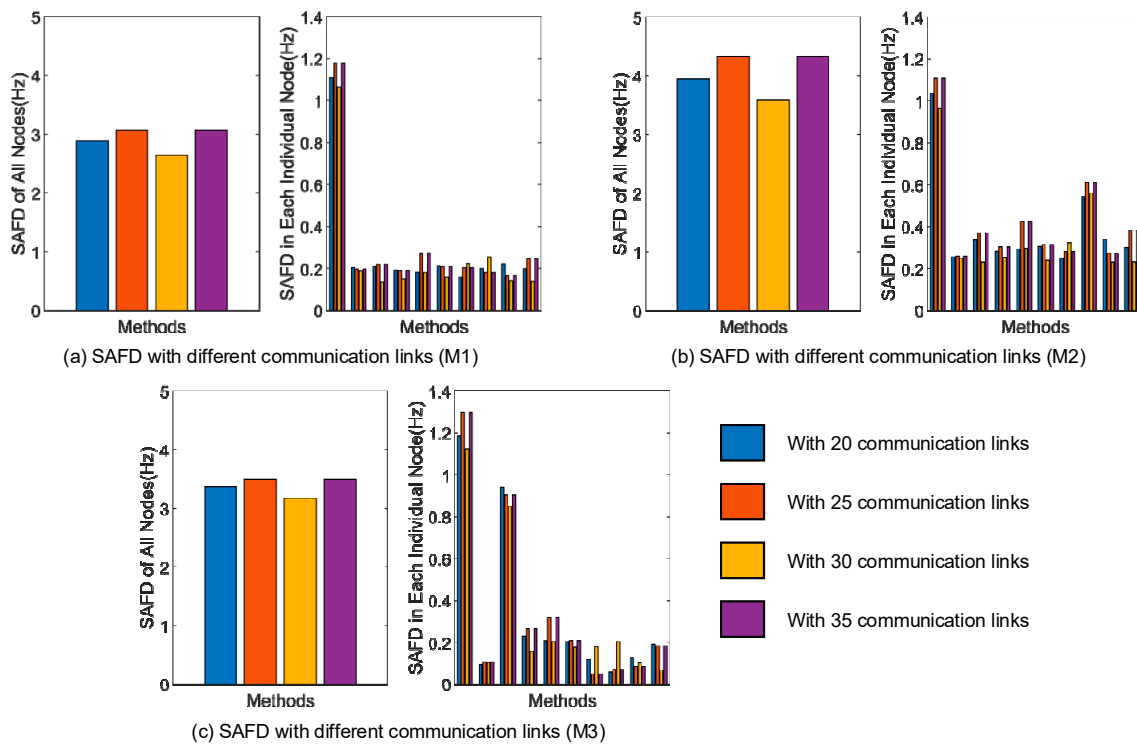 SAFD of All Nodes(Hz)
5
4
3
2
1
0
Methods
SAFD in Each Individual Node(Hz)
1.4
1.2
1
0.8
0.6
0.4
0.2
0
Methods
(a) SAFD with different communication links (M1)
SAFD of All Nodes(Hz)
5
4
3
2
1
0
Methods
SAFD in Each Individual Node(Hz)
1.4
1.2
1
0.8
0.6
0.4
0.2
0
Methods
(b) SAFD with different communication links (M2)
SAFD of All Nodes(Hz)
5
4
3
2
1
0
Methods
SAFD in Each Individual Node(Hz)
1.4
1.2
1
0.8
0.6
0.4
0.2
0
Methods
(c) SAFD with different communication links (M3)
With 20 communication links
With 25 communication links
With 30 communication links
With 35 communication links